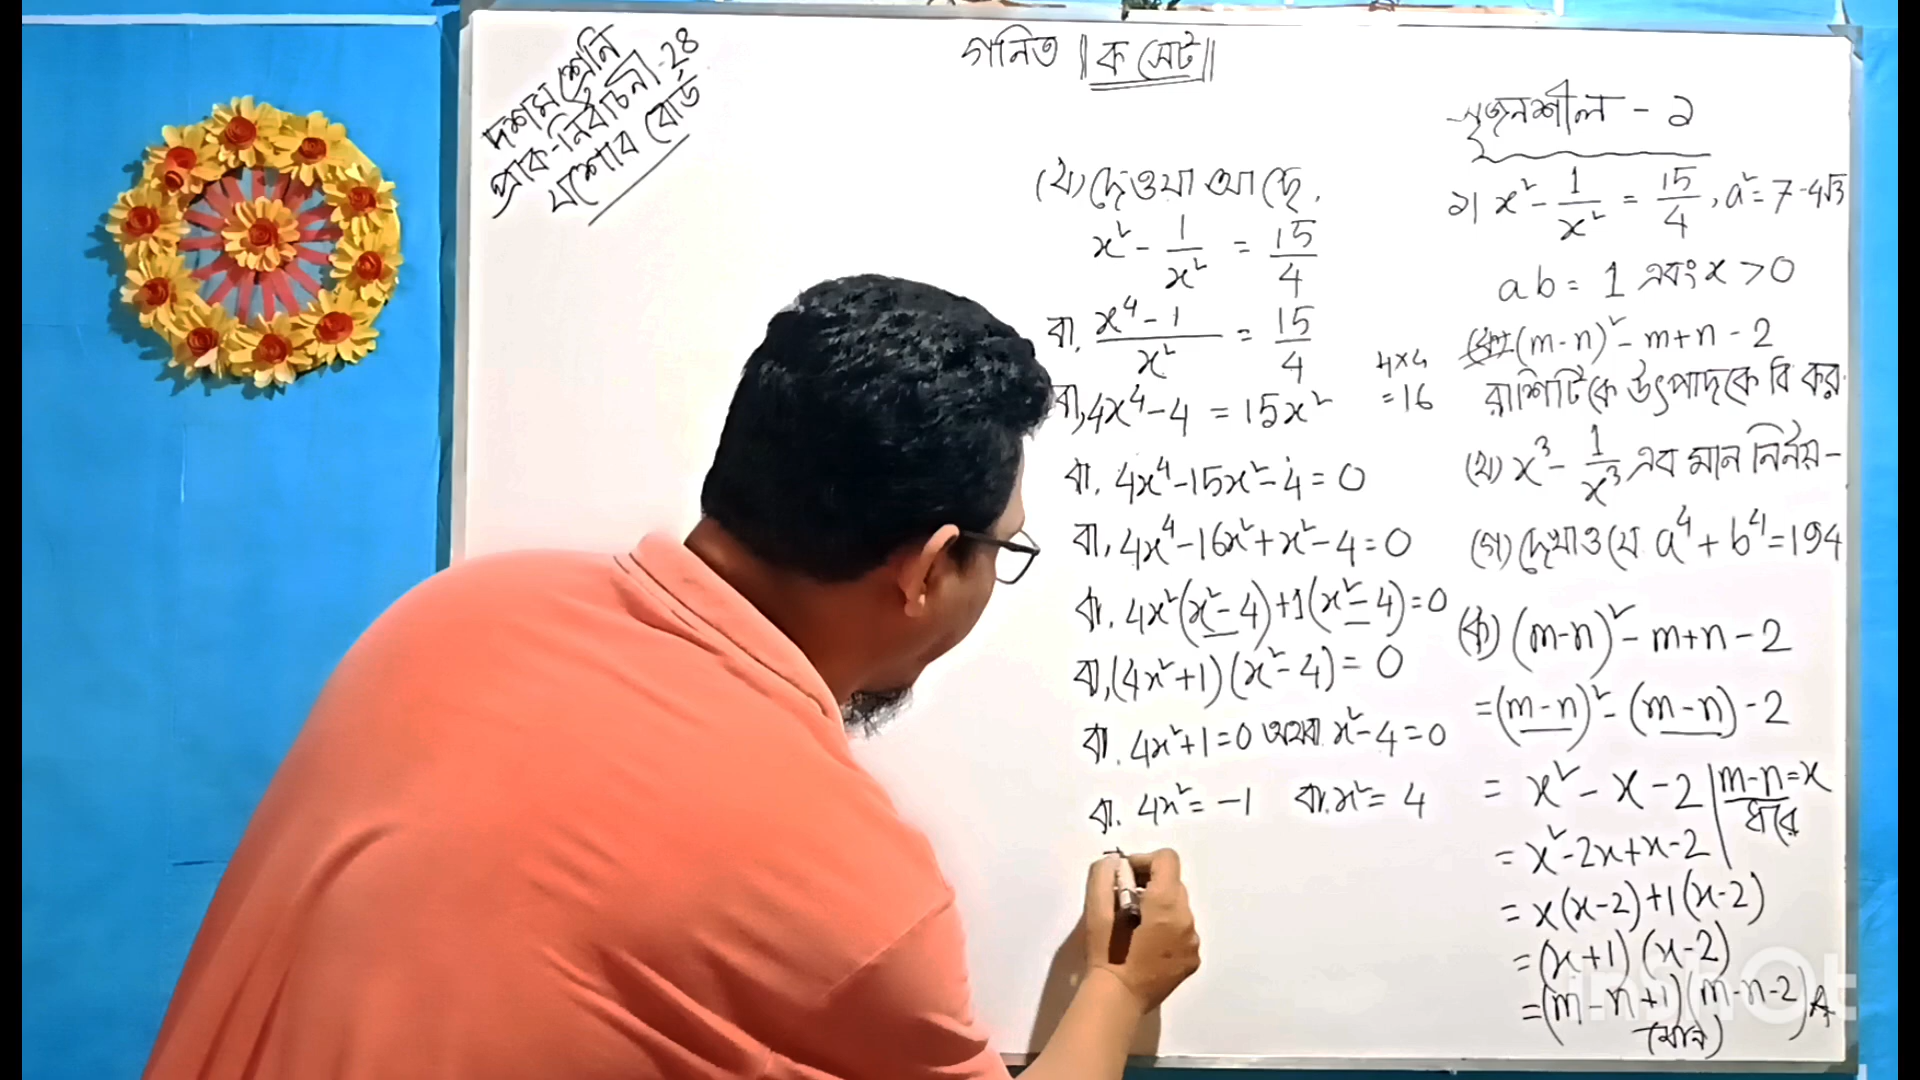 দশম শ্রেনি
প্রাক-নির্বাচনী-২৪
যশোর বোর্ড
গনিত || ক সেট ||
(খ) দেওয়া আছে,
x² - 1/x² = 15/4
বা, (x⁴ - 1)/x² = 15/4
বা, 4x⁴ - 4 = 15x²
4×4
= 16
বা, 4x⁴ - 15x² - 4 = 0
বা, 4x⁴ - 16x² + x² - 4 = 0
বা, 4x²(x² - 4) + 1(x² - 4) = 0
বা, (4x² + 1)(x² - 4) = 0
বা, 4x² + 1 = 0 অথবা x² - 4 = 0
বা, 4x² = -1 বা, x² = 4
সৃজনশীল - ১
১। x² - 1/x² = 15/4, a² = 7 - 4√3
ab = 1 এবং x > 0
(m-n)² - m + n - 2
রাশিটিকে উৎপাদকে বি কর
(খ) x³ - 1/x³ এর মান নির্নয় -
(গ) দেখাও যে a⁴ + b⁴ = 194
(ক) (m-n)² - m + n - 2
= (m-n)² - (m-n) - 2
= x² - x - 2 | m-n = x ধরে
= x² - 2x + x - 2
= x(x-2) + 1(x-2)
= (x+1)(x-2)
= (m-n+1)(m-n-2) A
InShot